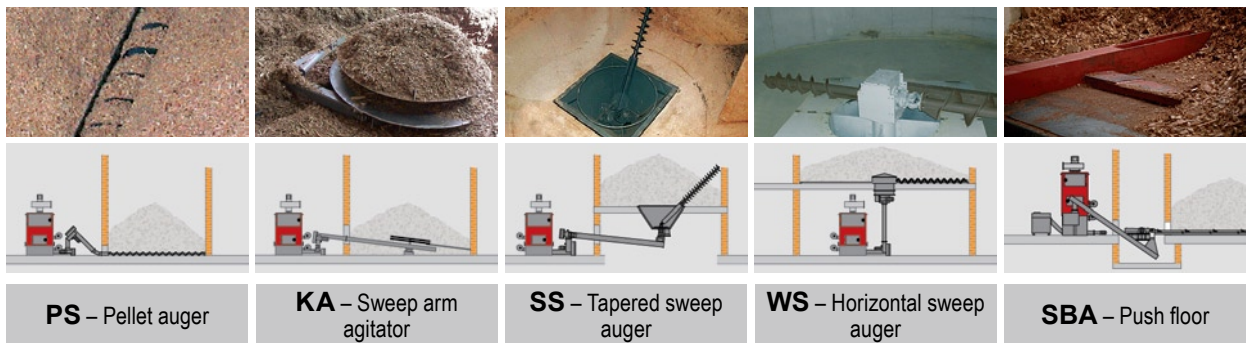 PS – Pellet auger
KA – Sweep arm
agitator
SS – Tapered sweep
auger
WS – Horizontal sweep
auger
SBA – Push floor